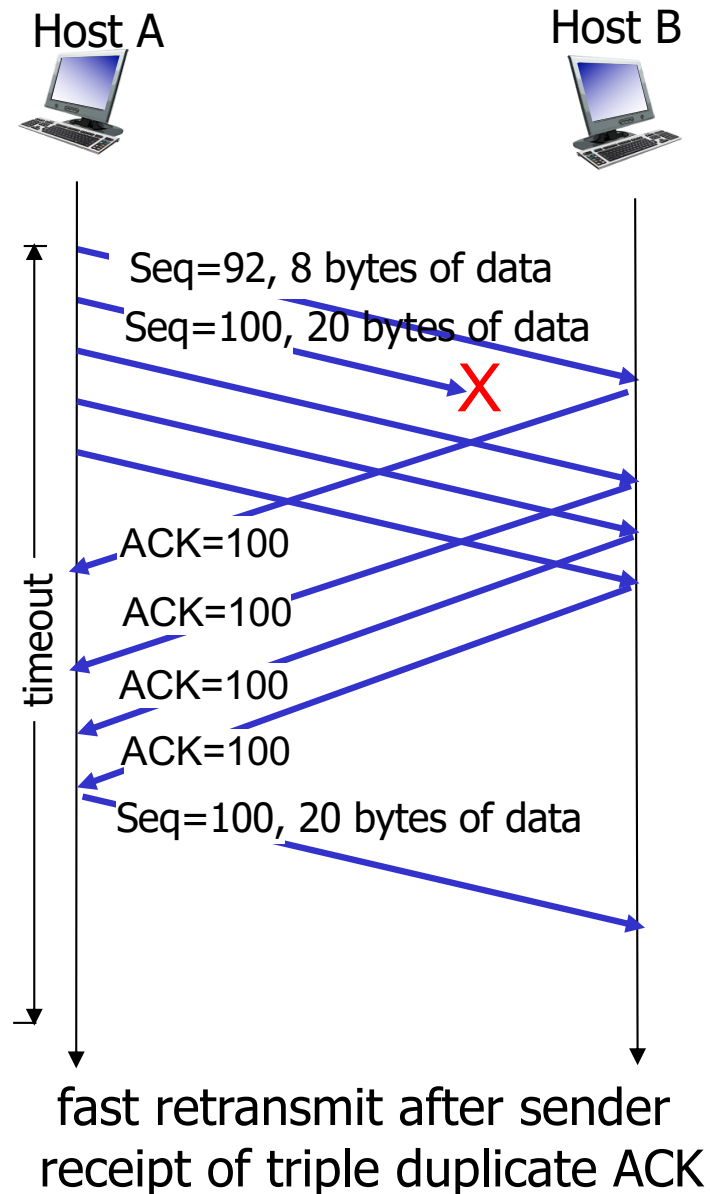 Host A
Host B
Seq=92, 8 bytes of data
Seq=100, 20 bytes of data
X
ACK=100
ACK=100
ACK=100
ACK=100
timeout
Seq=100, 20 bytes of data
fast retransmit after sender
receipt of triple duplicate ACK